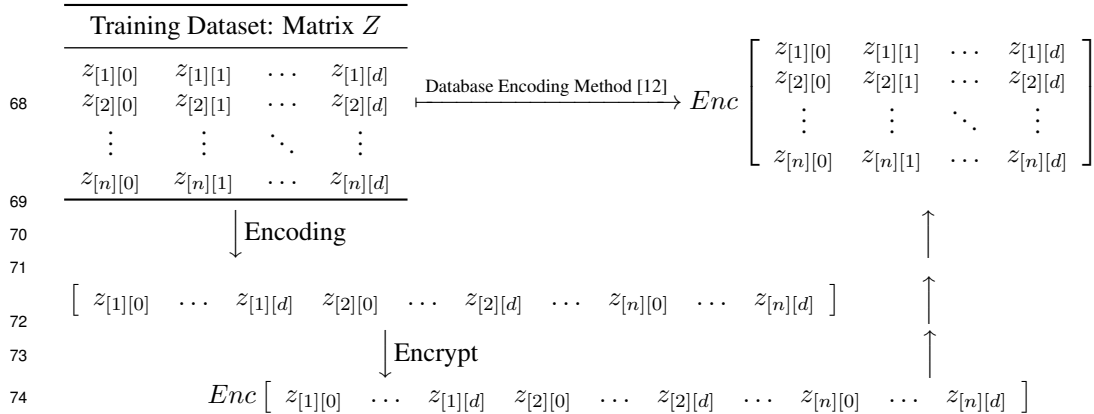 Training Dataset: Matrix Z
z[1][0] z[1][1] … z[1][d]
68 z[2][0] z[2][1] … z[2][d]
⋮ ⋮ ⋱ ⋮
z[n][0] z[n][1] … z[n][d]
Database Encoding Method [12]
Enc [ z[1][0] z[1][1] … z[1][d]
z[2][0] z[2][1] … z[2][d]
⋮ ⋮ ⋱ ⋮
z[n][0] z[n][1] … z[n][d] ]
69
70 ↓ Encoding ↑
71
72 [ z[1][0] … z[1][d] z[2][0] … z[2][d] … z[n][0] … z[n][d] ] ↑
73 ↓ Encrypt ↑
74 Enc [ z[1][0] … z[1][d] z[2][0] … z[2][d] … z[n][0] … z[n][d] ]